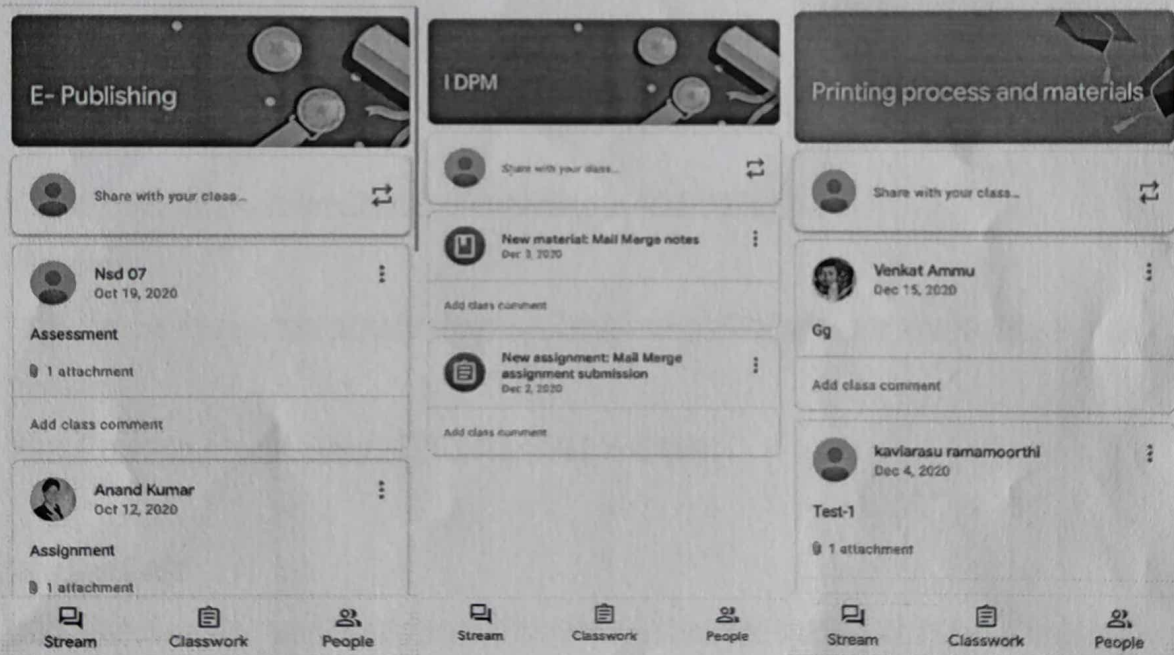 E- Publishing
Share with your class...
Nsd 07
Oct 19, 2020
Assessment
1 attachment
Add class comment
Anand Kumar
Oct 12, 2020
Assignment
1 attachment
Stream
Classwork
People
I DPM
Share with your class...
New material: Mail Merge notes
Dec 3, 2020
Add class comment
New assignment: Mail Merge
assignment submission
Dec 2, 2020
Add class comment
Stream
Classwork
People
Printing process and materials
Share with your class...
Venkat Ammu
Dec 15, 2020
Gg
Add class comment
kaviarasu ramamoorthi
Dec 4, 2020
Test-1
1 attachment
Stream
Classwork
People